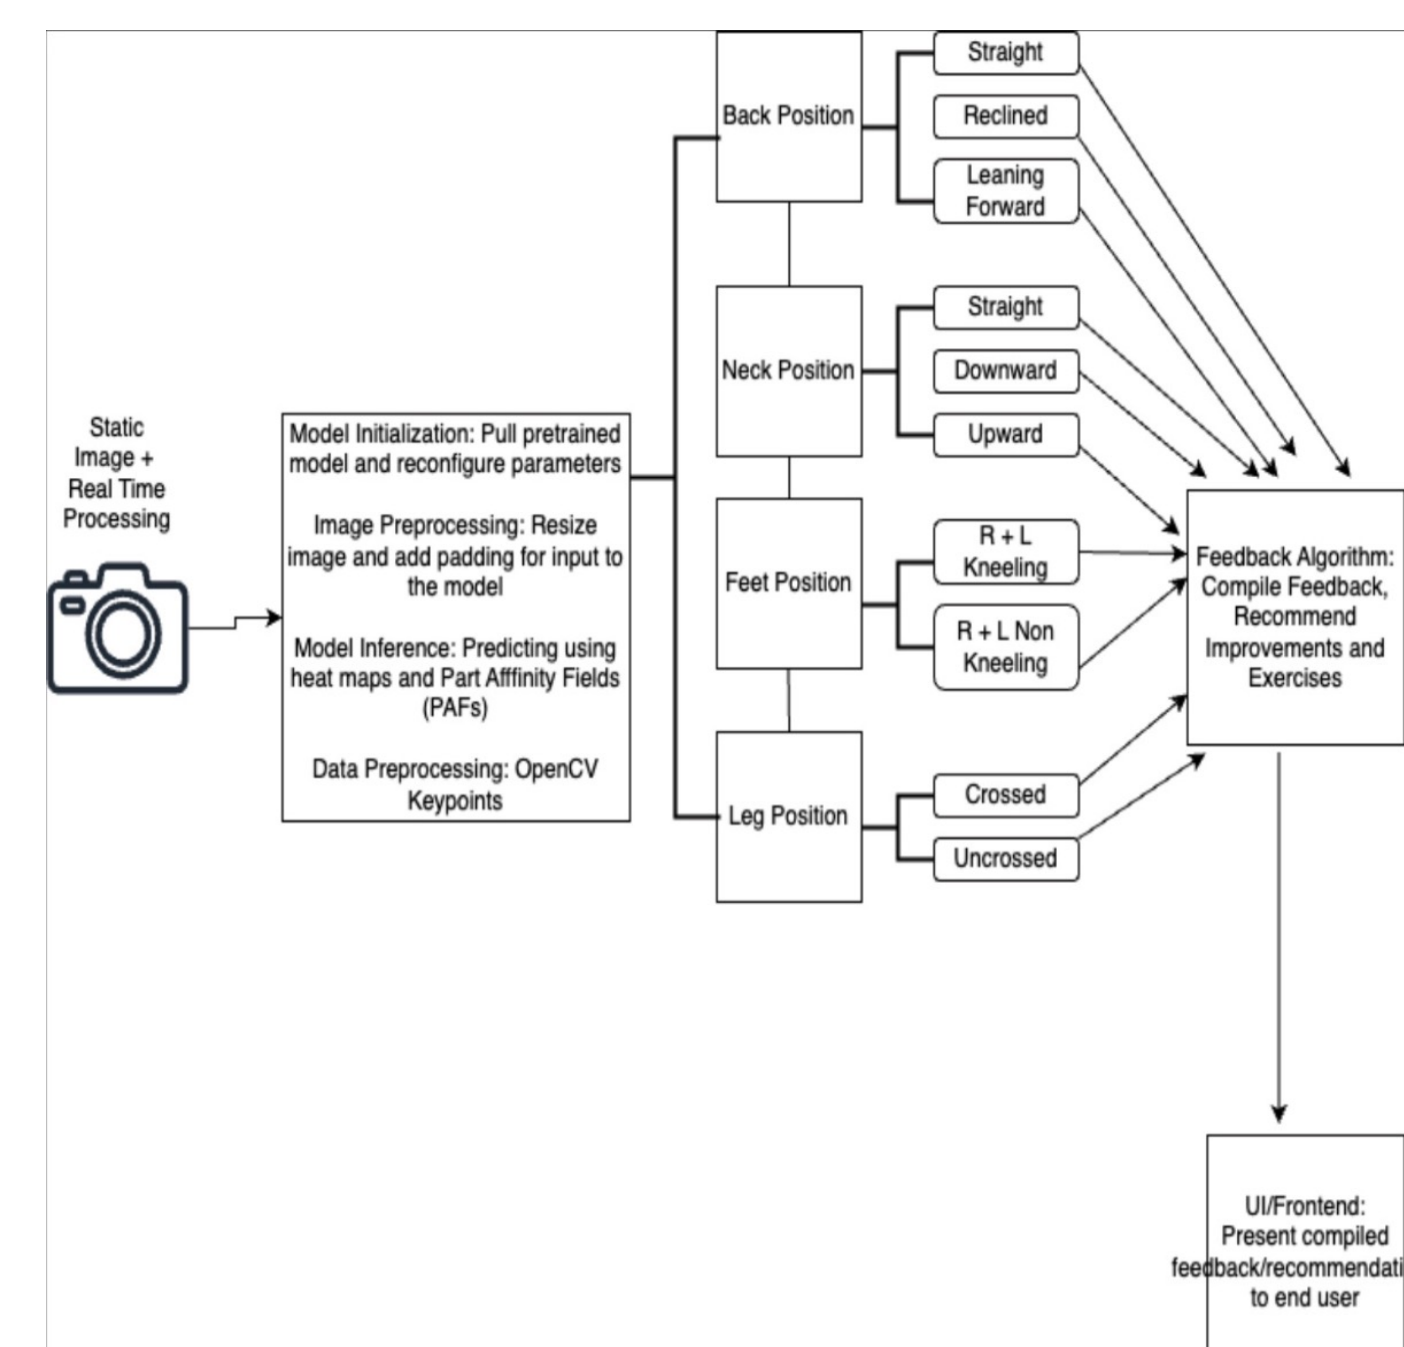 Static
Image +
Real Time
Processing
Model Initialization: Pull pretrained
model and reconfigure parameters
Image Preprocessing: Resize
image and add padding for input to
the model
Model Inference: Predicting using
heat maps and Part Afffinity Fields
(PAFs)
Data Preprocessing: OpenCV
Keypoints
Back Position
Straight
Reclined
Leaning
Forward
Neck Position
Straight
Downward
Upward
Feet Position
R + L
Kneeling
R + L Non
Kneeling
Leg Position
Crossed
Uncrossed
Feedback Algorithm:
Compile Feedback,
Recommend
Improvements and
Exercises
UI/Frontend:
Present compiled
feedback/recommendati
to end user